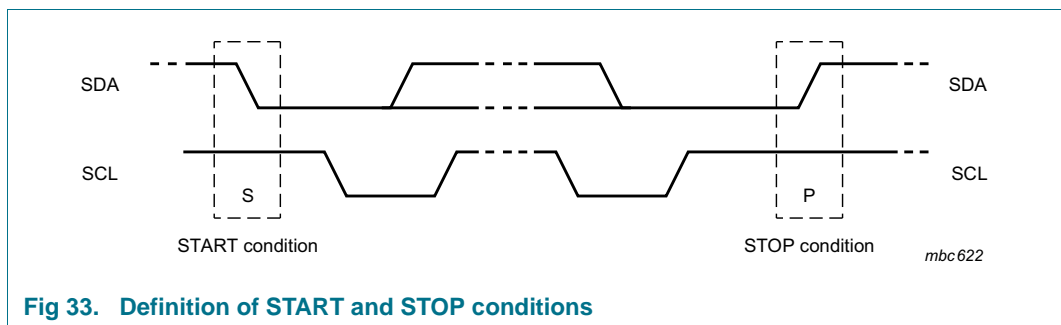 SDA SDA
SCL SCL
S P
START condition STOP condition
mbc622
Fig 33. Definition of START and STOP conditions